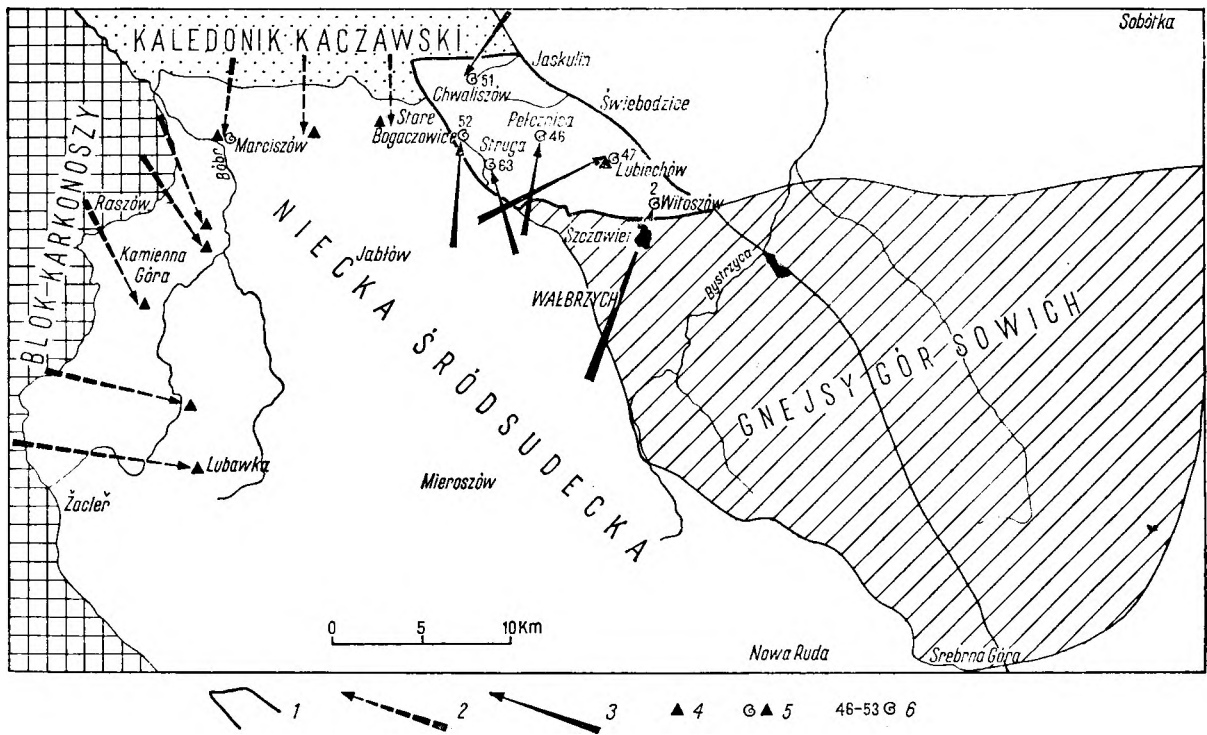 Sobótka
KALEDONIK KACZAWSKI
Jaskulin
51
Chwaliszów
Świebodzice
Stare
Bogaczowice
52
Pełcznica
46
Struga
63
47
Lubiechów
Marciszów
Bóbr
BLOK-KARKONOSZY
Raszów
2
Witoszów
Szczawien
Jabłów
Kamienna
Góra
Bystrzyca
WAŁBRZYCH
NIECKA ŚRÓDSUDECKA
GNEJSY-GÓR-SOWICH
Lubawka
Mieroszów
Žacleř
0 5 10Km
Nowa Ruda
Srebrna Góra
1 2 3 4 5 46-53 6